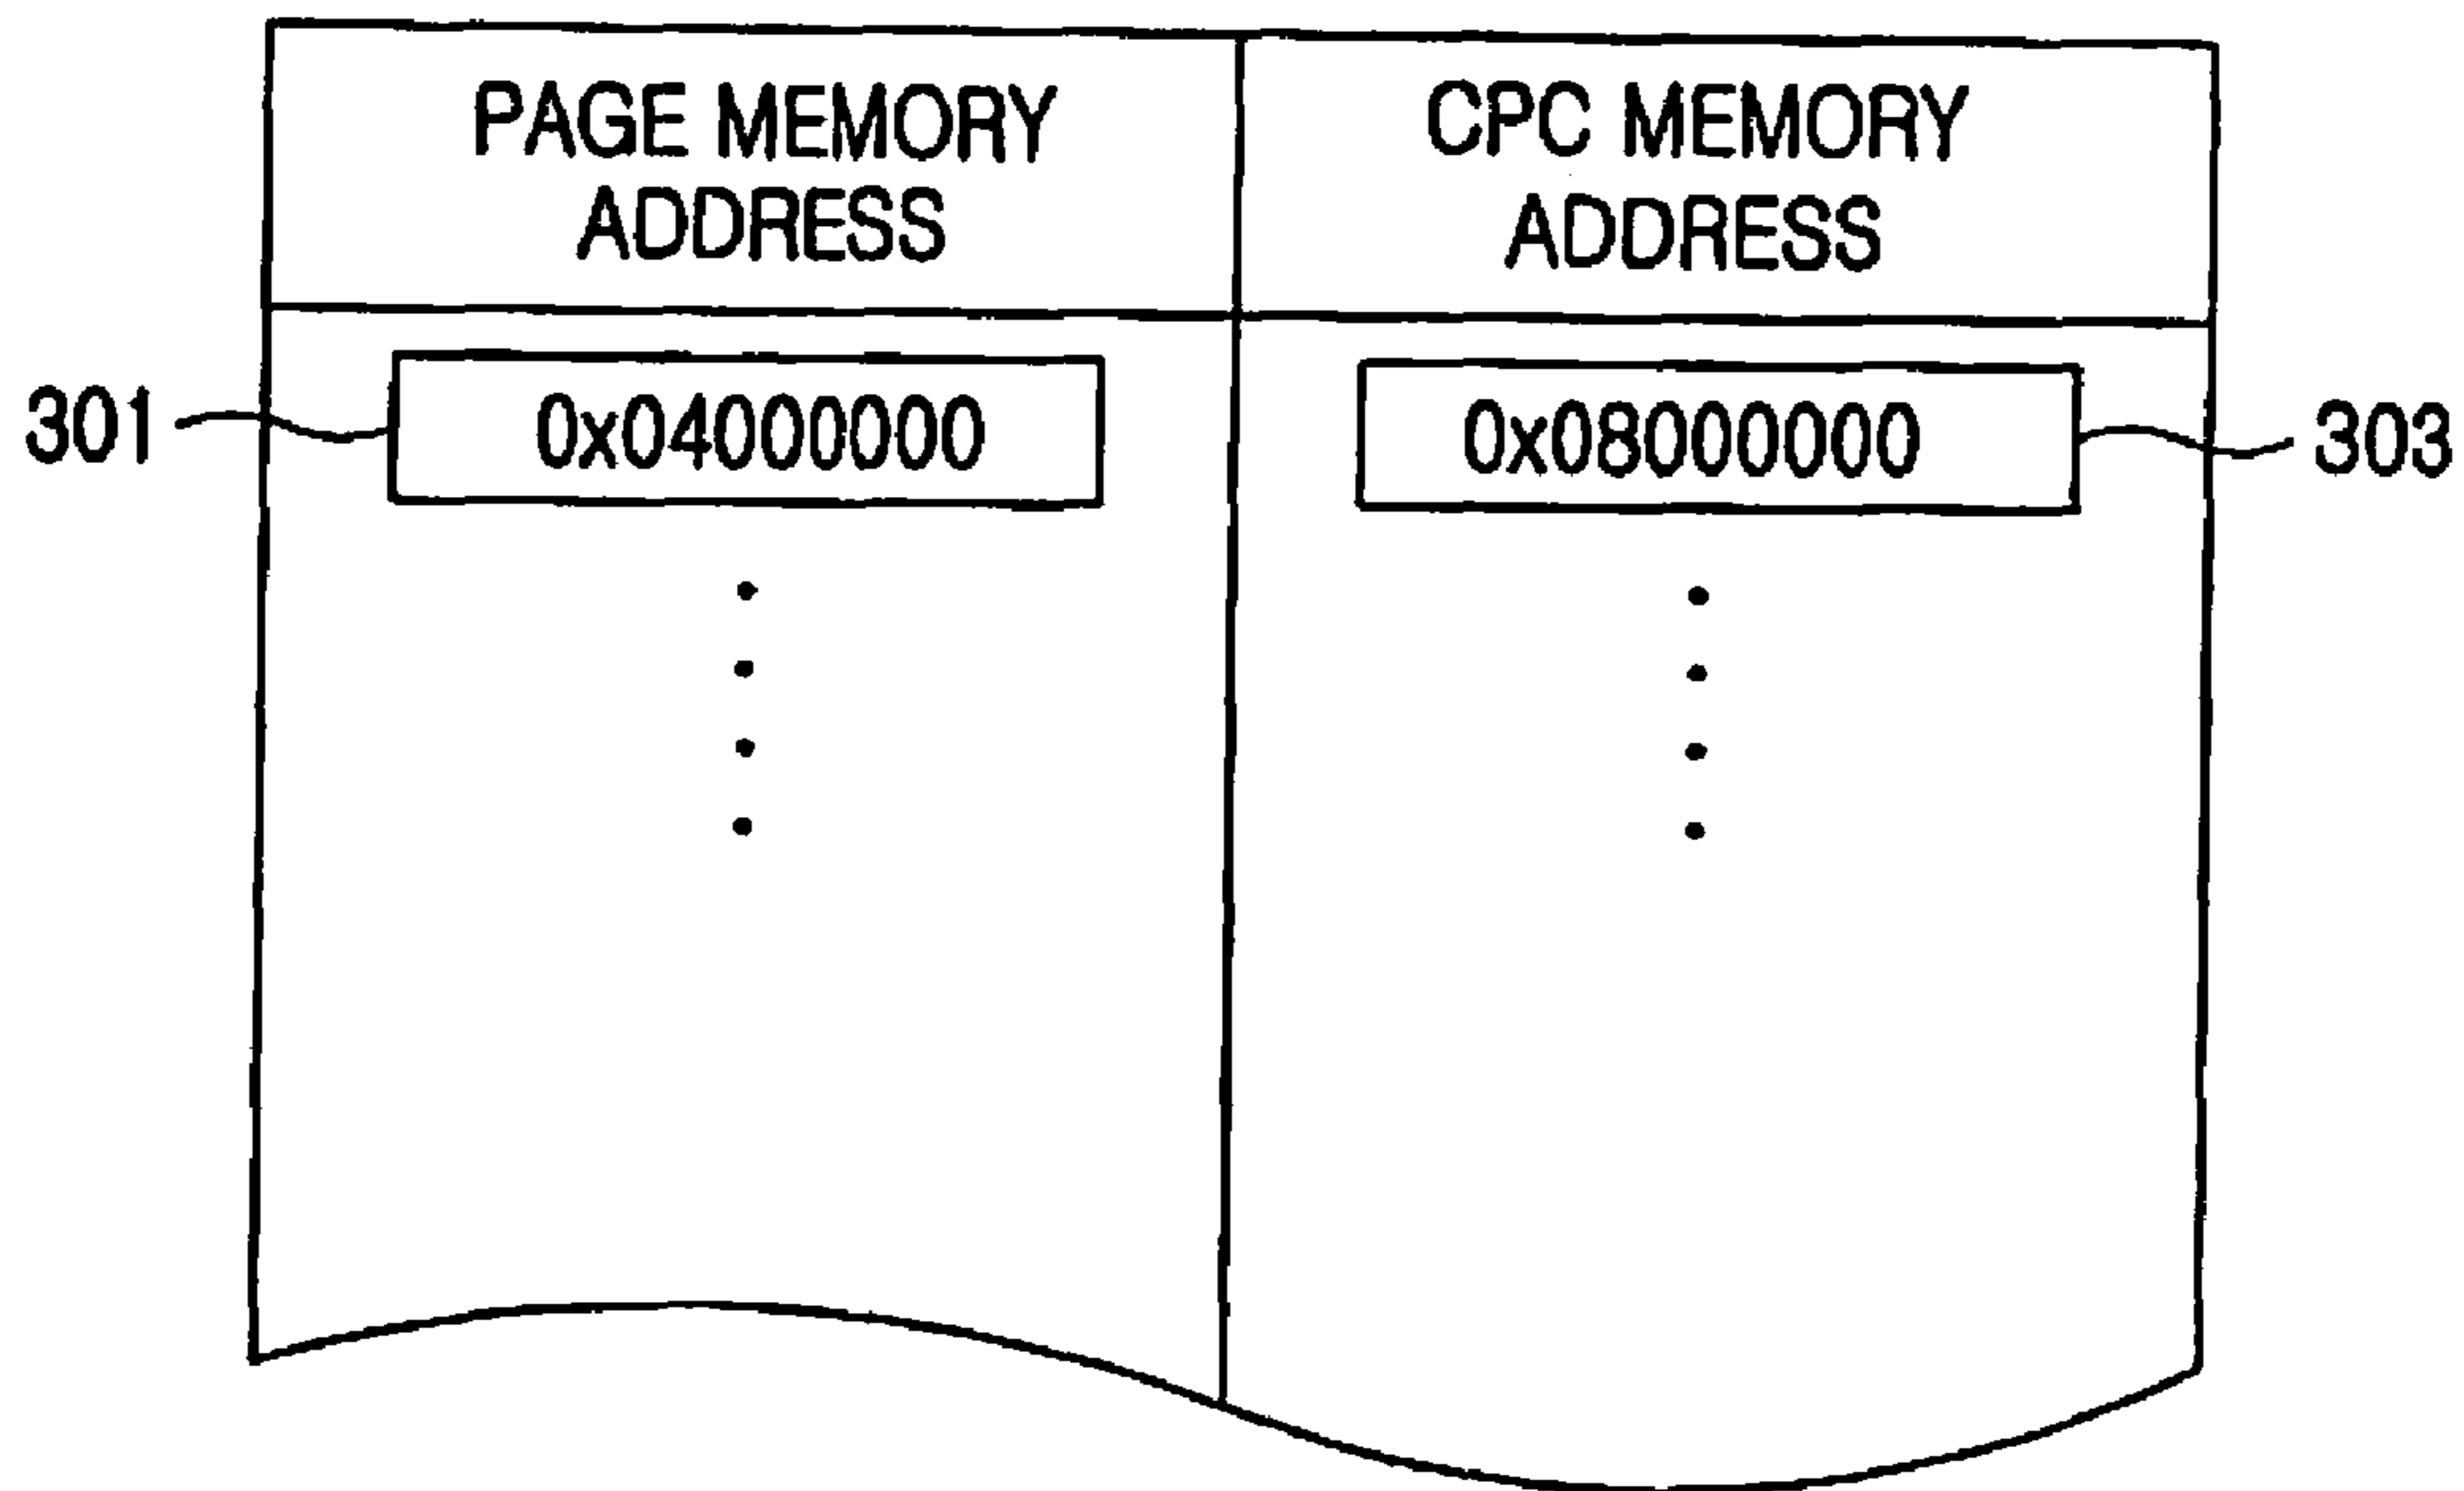 PAGE MEMORY
ADDRESS
CPC MEMORY
ADDRESS
301
0x04000000
0x08000000
303